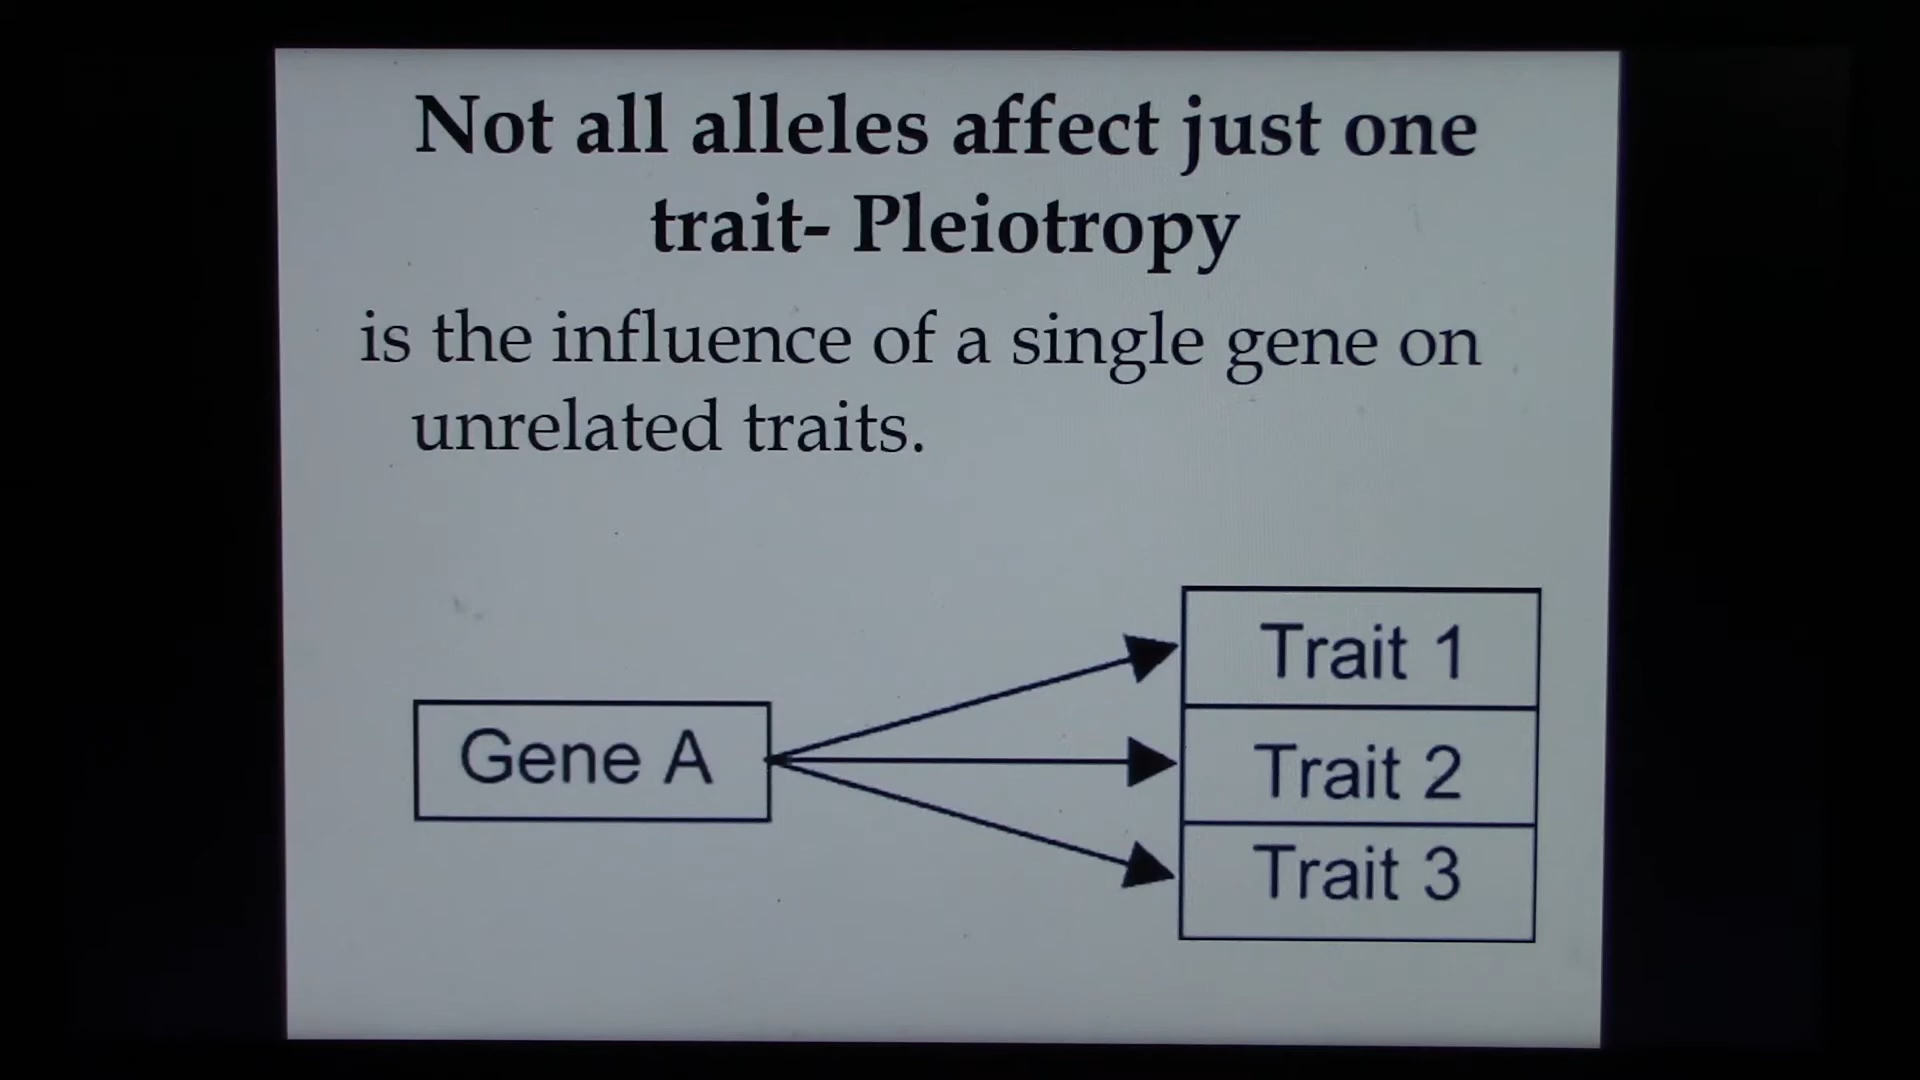 Not all alleles affect just one
trait- Pleiotropy
is the influence of a single gene on
unrelated traits.
Gene A
Trait 1
Trait 2
Trait 3